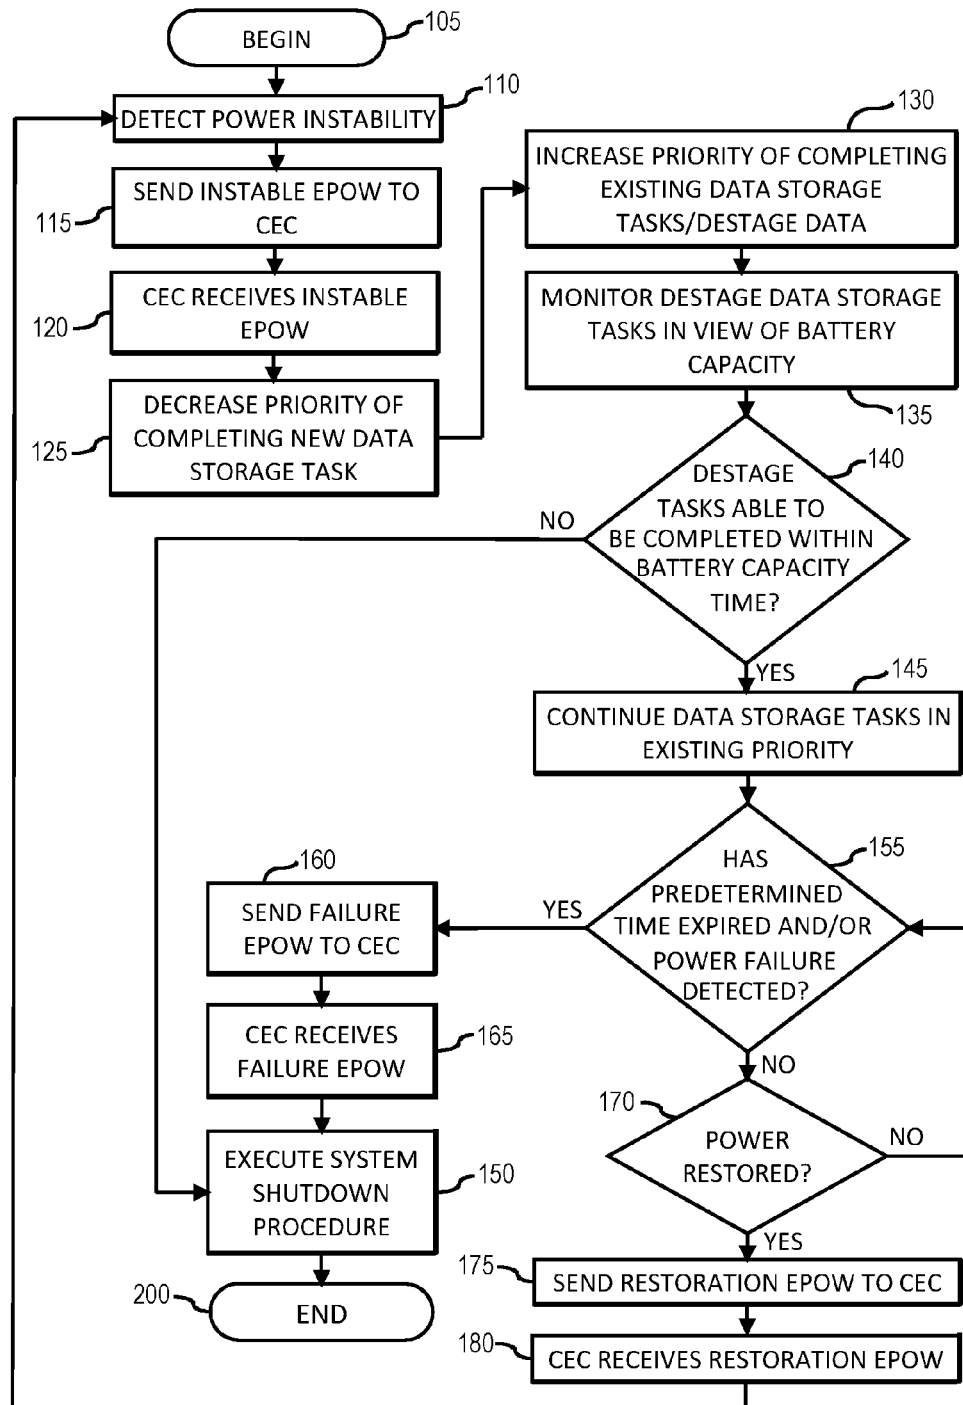 BEGIN
105
DETECT POWER INSTABILITY
110
SEND INSTABLE EPOW TO
CEC
115
CEC RECEIVES INSTABLE
EPOW
120
DECREASE PRIORITY OF
COMPLETING NEW DATA
STORAGE TASK
125
130
INCREASE PRIORITY OF COMPLETING
EXISTING DATA STORAGE
TASKS/DESTAGE DATA
MONITOR DESTAGE DATA STORAGE
TASKS IN VIEW OF BATTERY
CAPACITY
135
140
DESTAGE
TASKS ABLE TO
BE COMPLETED WITHIN
BATTERY CAPACITY
TIME?
NO
YES
145
CONTINUE DATA STORAGE TASKS IN
EXISTING PRIORITY
155
HAS
PREDETERMINED
TIME EXPIRED AND/OR
POWER FAILURE
DETECTED?
YES
NO
160
SEND FAILURE
EPOW TO CEC
CEC RECEIVES
FAILURE EPOW
165
EXECUTE SYSTEM
SHUTDOWN
PROCEDURE
150
200
END
170
POWER
RESTORED?
NO
YES
175
SEND RESTORATION EPOW TO CEC
180
CEC RECEIVES RESTORATION EPOW